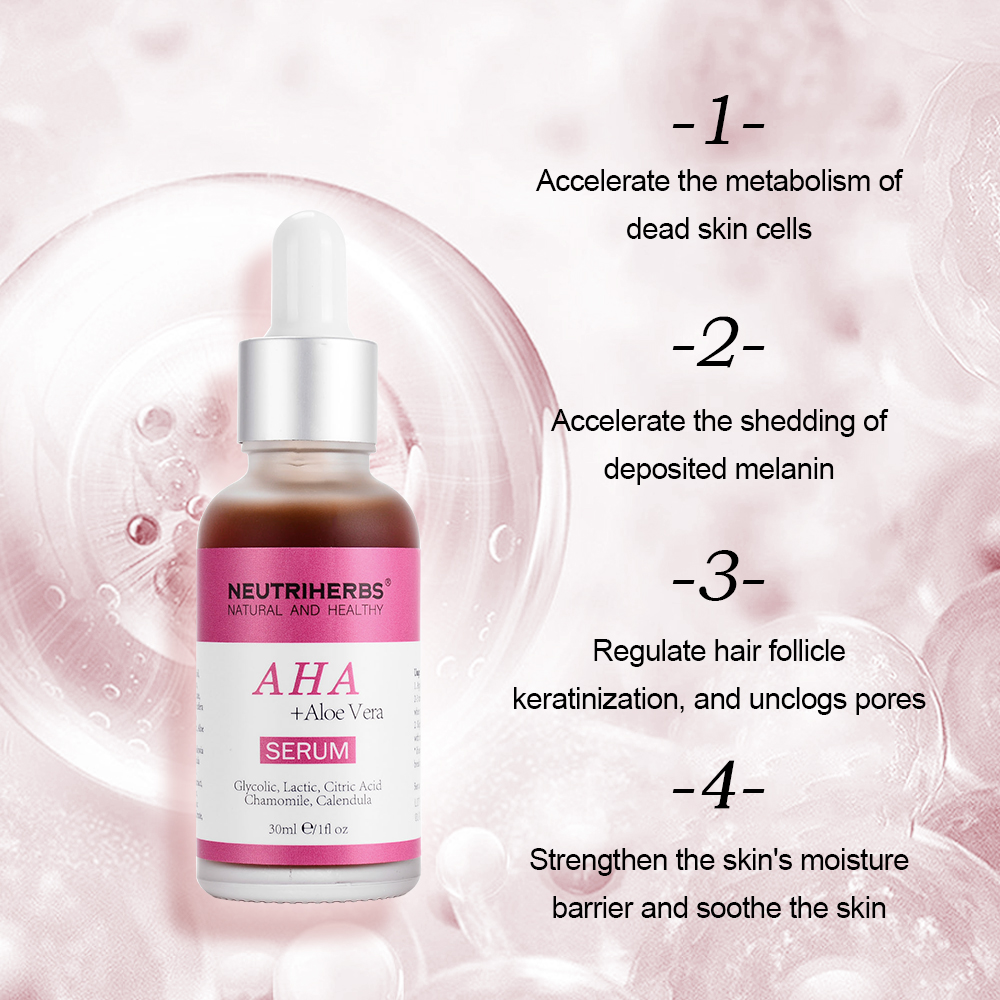 -1-
Accelerate the metabolism of
dead skin cells
-2-
Accelerate the shedding of
deposited melanin
-3-
Regulate hair follicle
keratinization, and unclogs pores
-4-
Strengthen the skin's moisture
barrier and soothe the skin
NEUTRIHERBS®
NATURAL AND HEALTHY
AHA
+Aloe Vera
SERUM
Glycolic, Lactic, Citric Acid
Chamomile, Calendula
30ml ℮/1fl oz